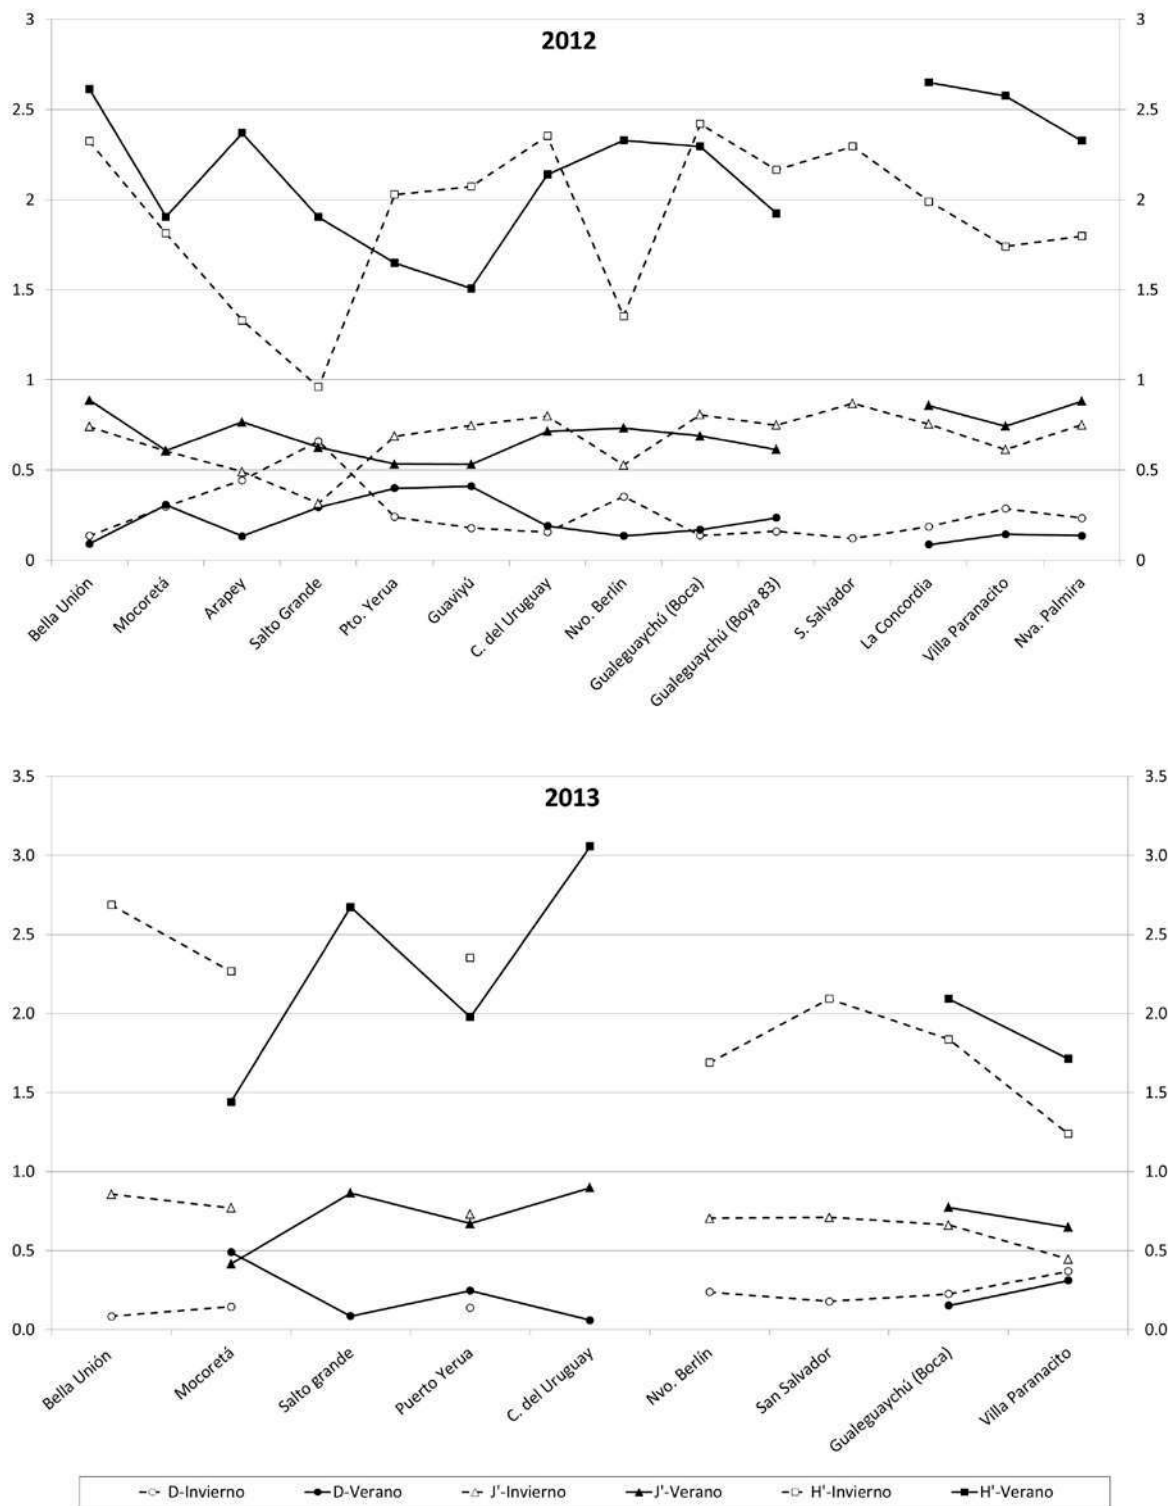 2012
3 3
2.5 2.5
2 2
1.5 1.5
1 1
0.5 0.5
0 0
Bella Unión
Mocoretá
Arapey
Salto Grande
Pto. Yerua
Guaviyú
C. del Uruguay
Nvo. Berlín
Gualeguaychú (Boca)
Gualeguaychú (Boya 83)
S. Salvador
La Concordia
Villa Paranacito
Nva. Palmira
2013
3.5 3.5
3.0 3.0
2.5 2.5
2.0 2.0
1.5 1.5
1.0 1.0
0.5 0.5
0.0 0.0
Bella Unión
Mocoretá
Salto grande
Puerto Yerua
C. del Uruguay
Nvo. Berlín
San Salvador
Gualeguaychú (Boca)
Villa Paranacito
D-Invierno D-Verano J'-Invierno J'-Verano H'-Invierno H'-Verano